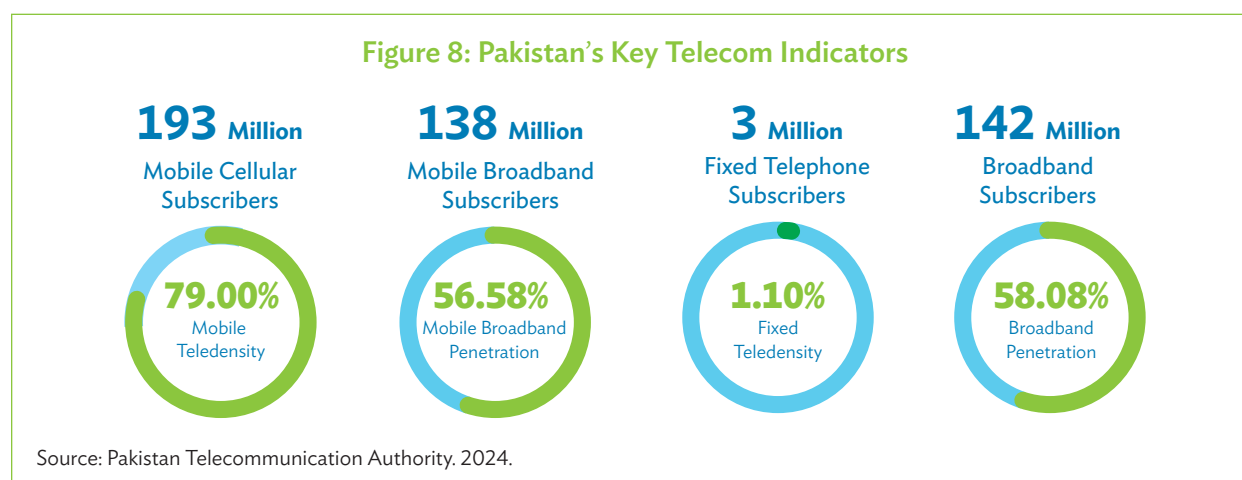 Figure 8: Pakistan’s Key Telecom Indicators
193 Million
Mobile Cellular
Subscribers
79.00%
Mobile
Teledensity
138 Million
Mobile Broadband
Subscribers
56.58%
Mobile Broadband
Penetration
3 Million
Fixed Telephone
Subscribers
1.10%
Fixed
Teledensity
142 Million
Broadband
Subscribers
58.08%
Broadband
Penetration
Source: Pakistan Telecommunication Authority. 2024.